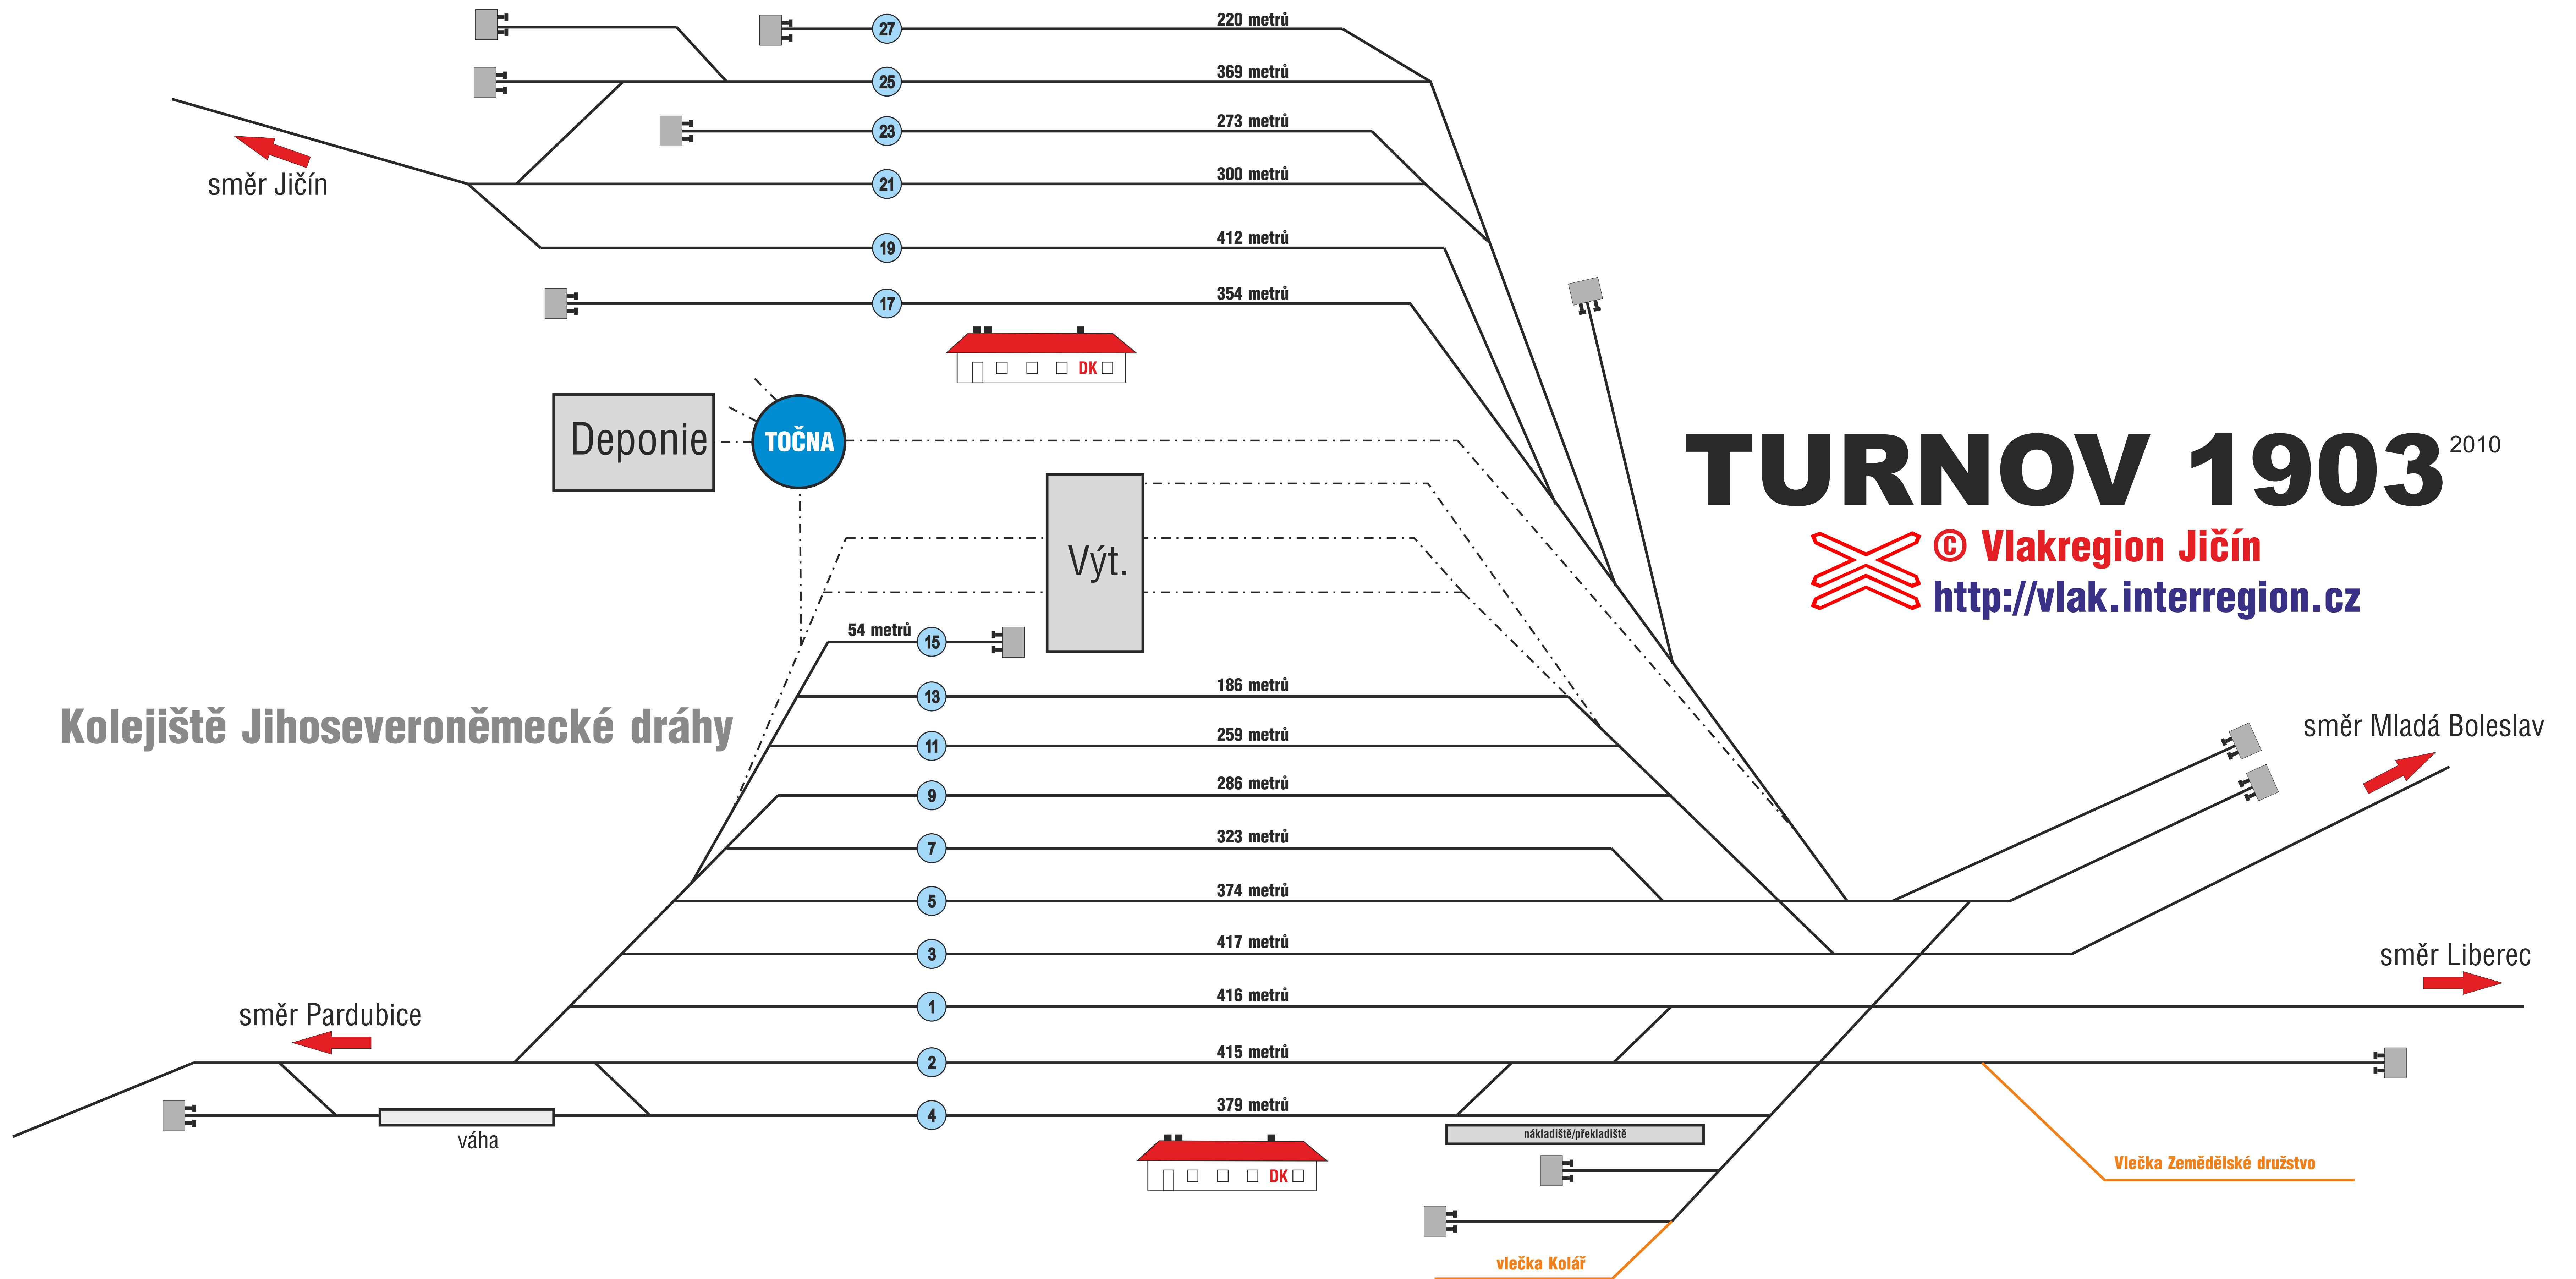 220 metrů
27
369 metrů
25
273 metrů
23
směr Jičín
300 metrů
21
412 metrů
19
354 metrů
17
DK
Deponie
TOČNA
TURNOV 1903 2010
© Vlakregion Jičín
http://vlak.interregion.cz
Výt.
54 metrů
15
186 metrů
13
Kolejiště Jihoseveroněmecké dráhy
směr Mladá Boleslav
259 metrů
11
286 metrů
9
323 metrů
7
374 metrů
5
417 metrů
3
směr Liberec
416 metrů
1
směr Pardubice
415 metrů
2
379 metrů
4
váha
nákladiště/překladiště
DK
Vlečka Zemědělské družstvo
vlečka Kolář